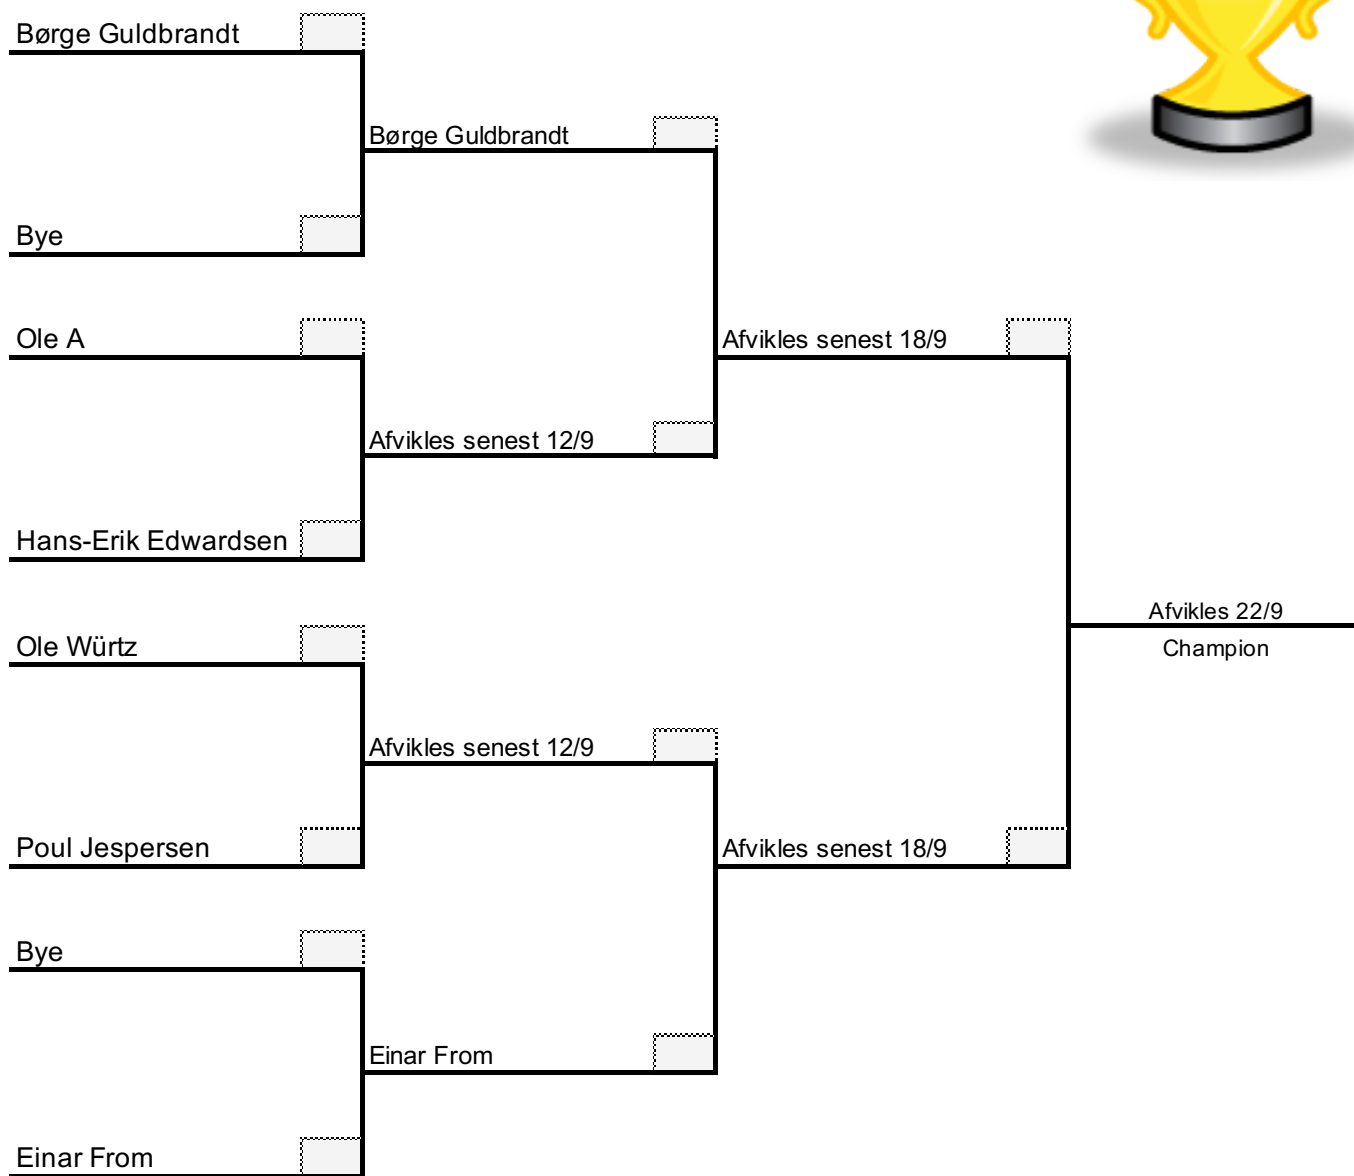 Børge Guldbrandt
Børge Guldbrandt
Bye
Ole A
Afvikles senest 18/9
Afvikles senest 12/9
Hans-Erik Edwardsen
Afvikles 22/9
Ole Würtz
Champion
Afvikles senest 12/9
Poul Jespersen
Afvikles senest 18/9
Bye
Einar From
Einar From